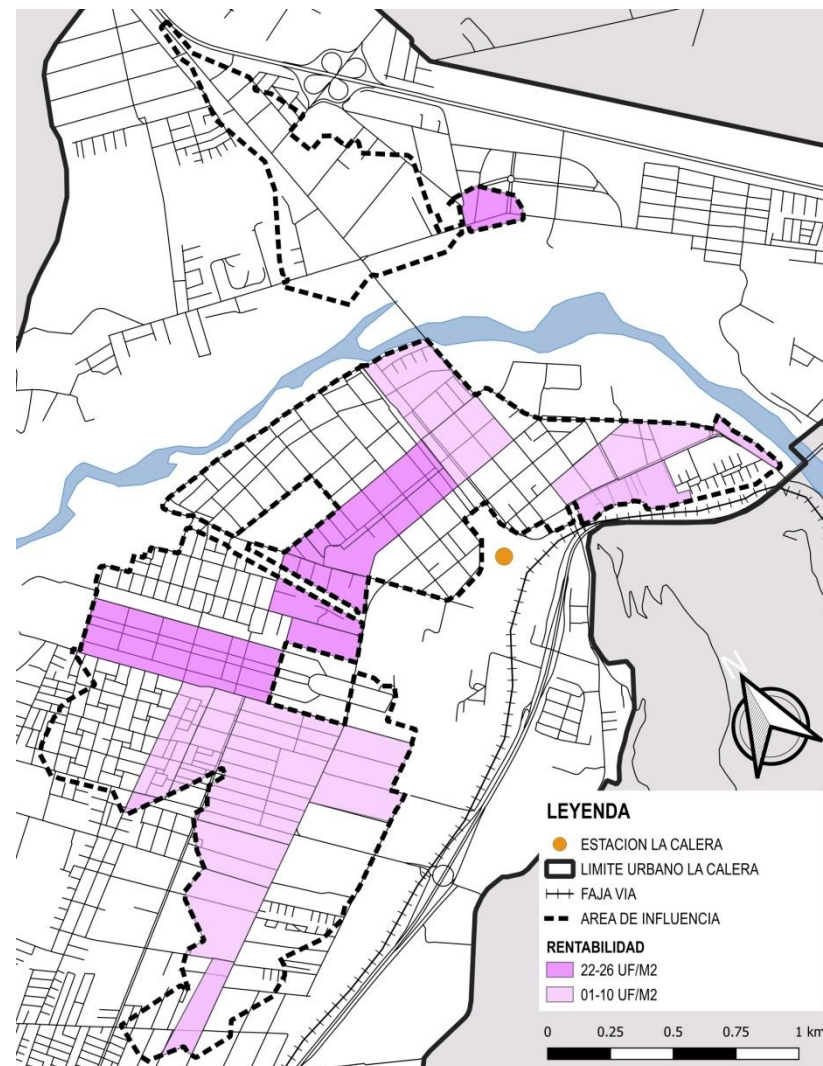 N
LEYENDA
ESTACION LA CALERA
LIMITE URBANO LA CALERA
FAJA VIA
AREA DE INFLUENCIA
RENTABILIDAD
22-26 UF/M2
01-10 UF/M2
0 0.25 0.5 0.75 1 km